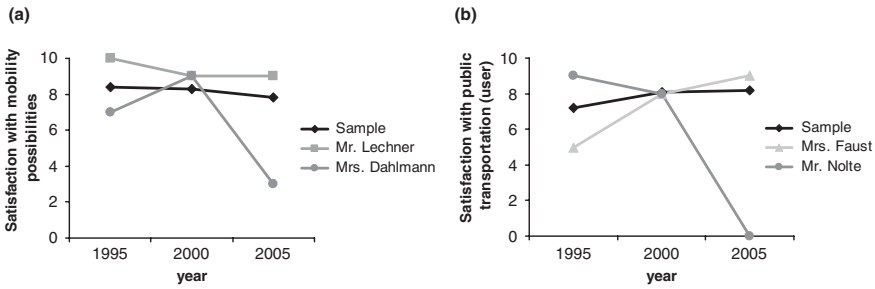 (a)
Satisfaction with mobility
possibilities
10
8
6
4
2
0
1995
2000
2005
year
Sample
Mr. Lechner
Mrs. Dahlmann
(b)
Satisfaction with public
transportation (user)
10
8
6
4
2
0
1995
2000
2005
year
Sample
Mrs. Faust
Mr. Nolte